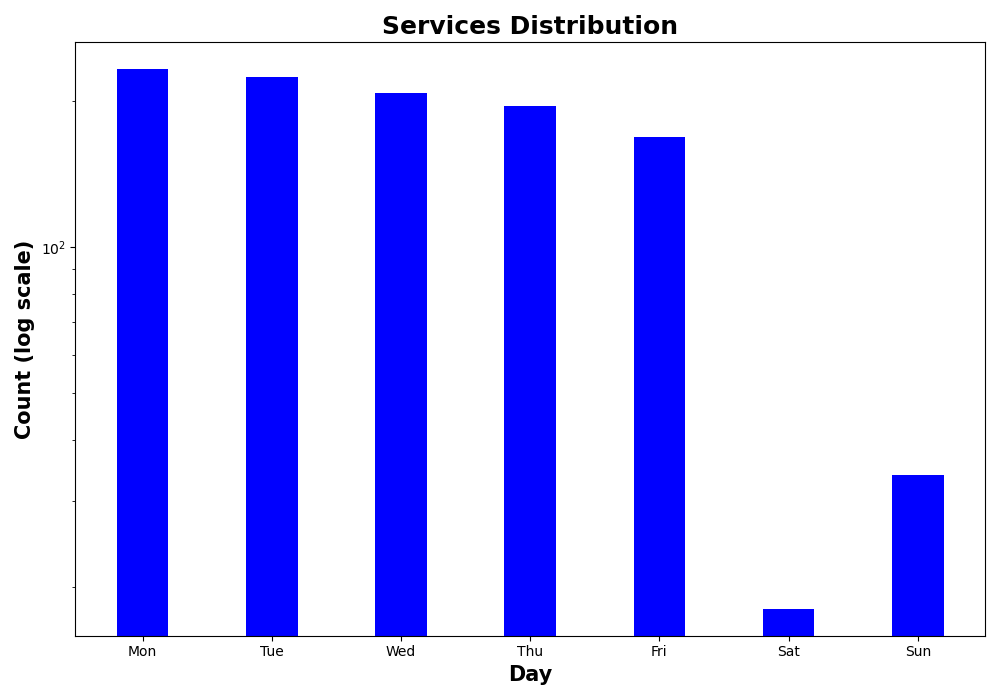 Services Distribution
Count (log scale)
10²
Mon Tue Wed Thu Fri Sat Sun
Day